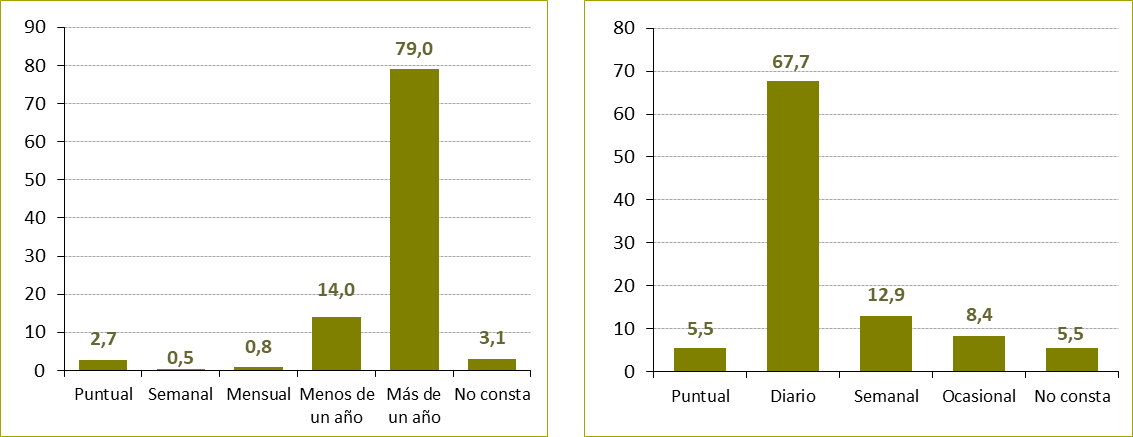 90
80
70
60
50
40
30
20
10
0
2,7
0,5
0,8
14,0
79,0
3,1
Puntual
Semanal
Mensual
Menos de
un año
Más de
un año
No consta
80
70
60
50
40
30
20
10
0
5,5
67,7
12,9
8,4
5,5
Puntual
Diario
Semanal
Ocasional
No consta